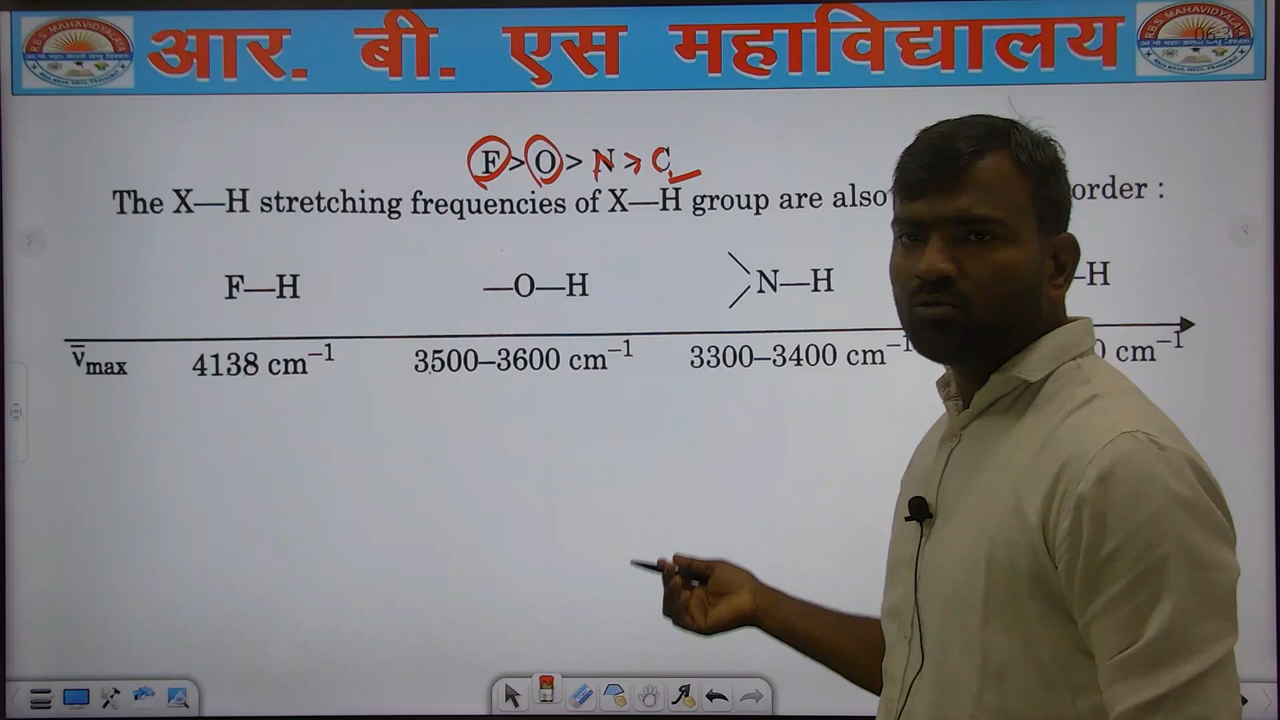 आर. बी. एस महाविद्यालय
F > O > N > C
The X—H stretching frequencies of X—H group are also order :
F—H —O—H N—H –H
ν̅max 4138 cm⁻¹ 3500–3600 cm⁻¹ 3300–3400 cm⁻¹ 0 cm⁻¹